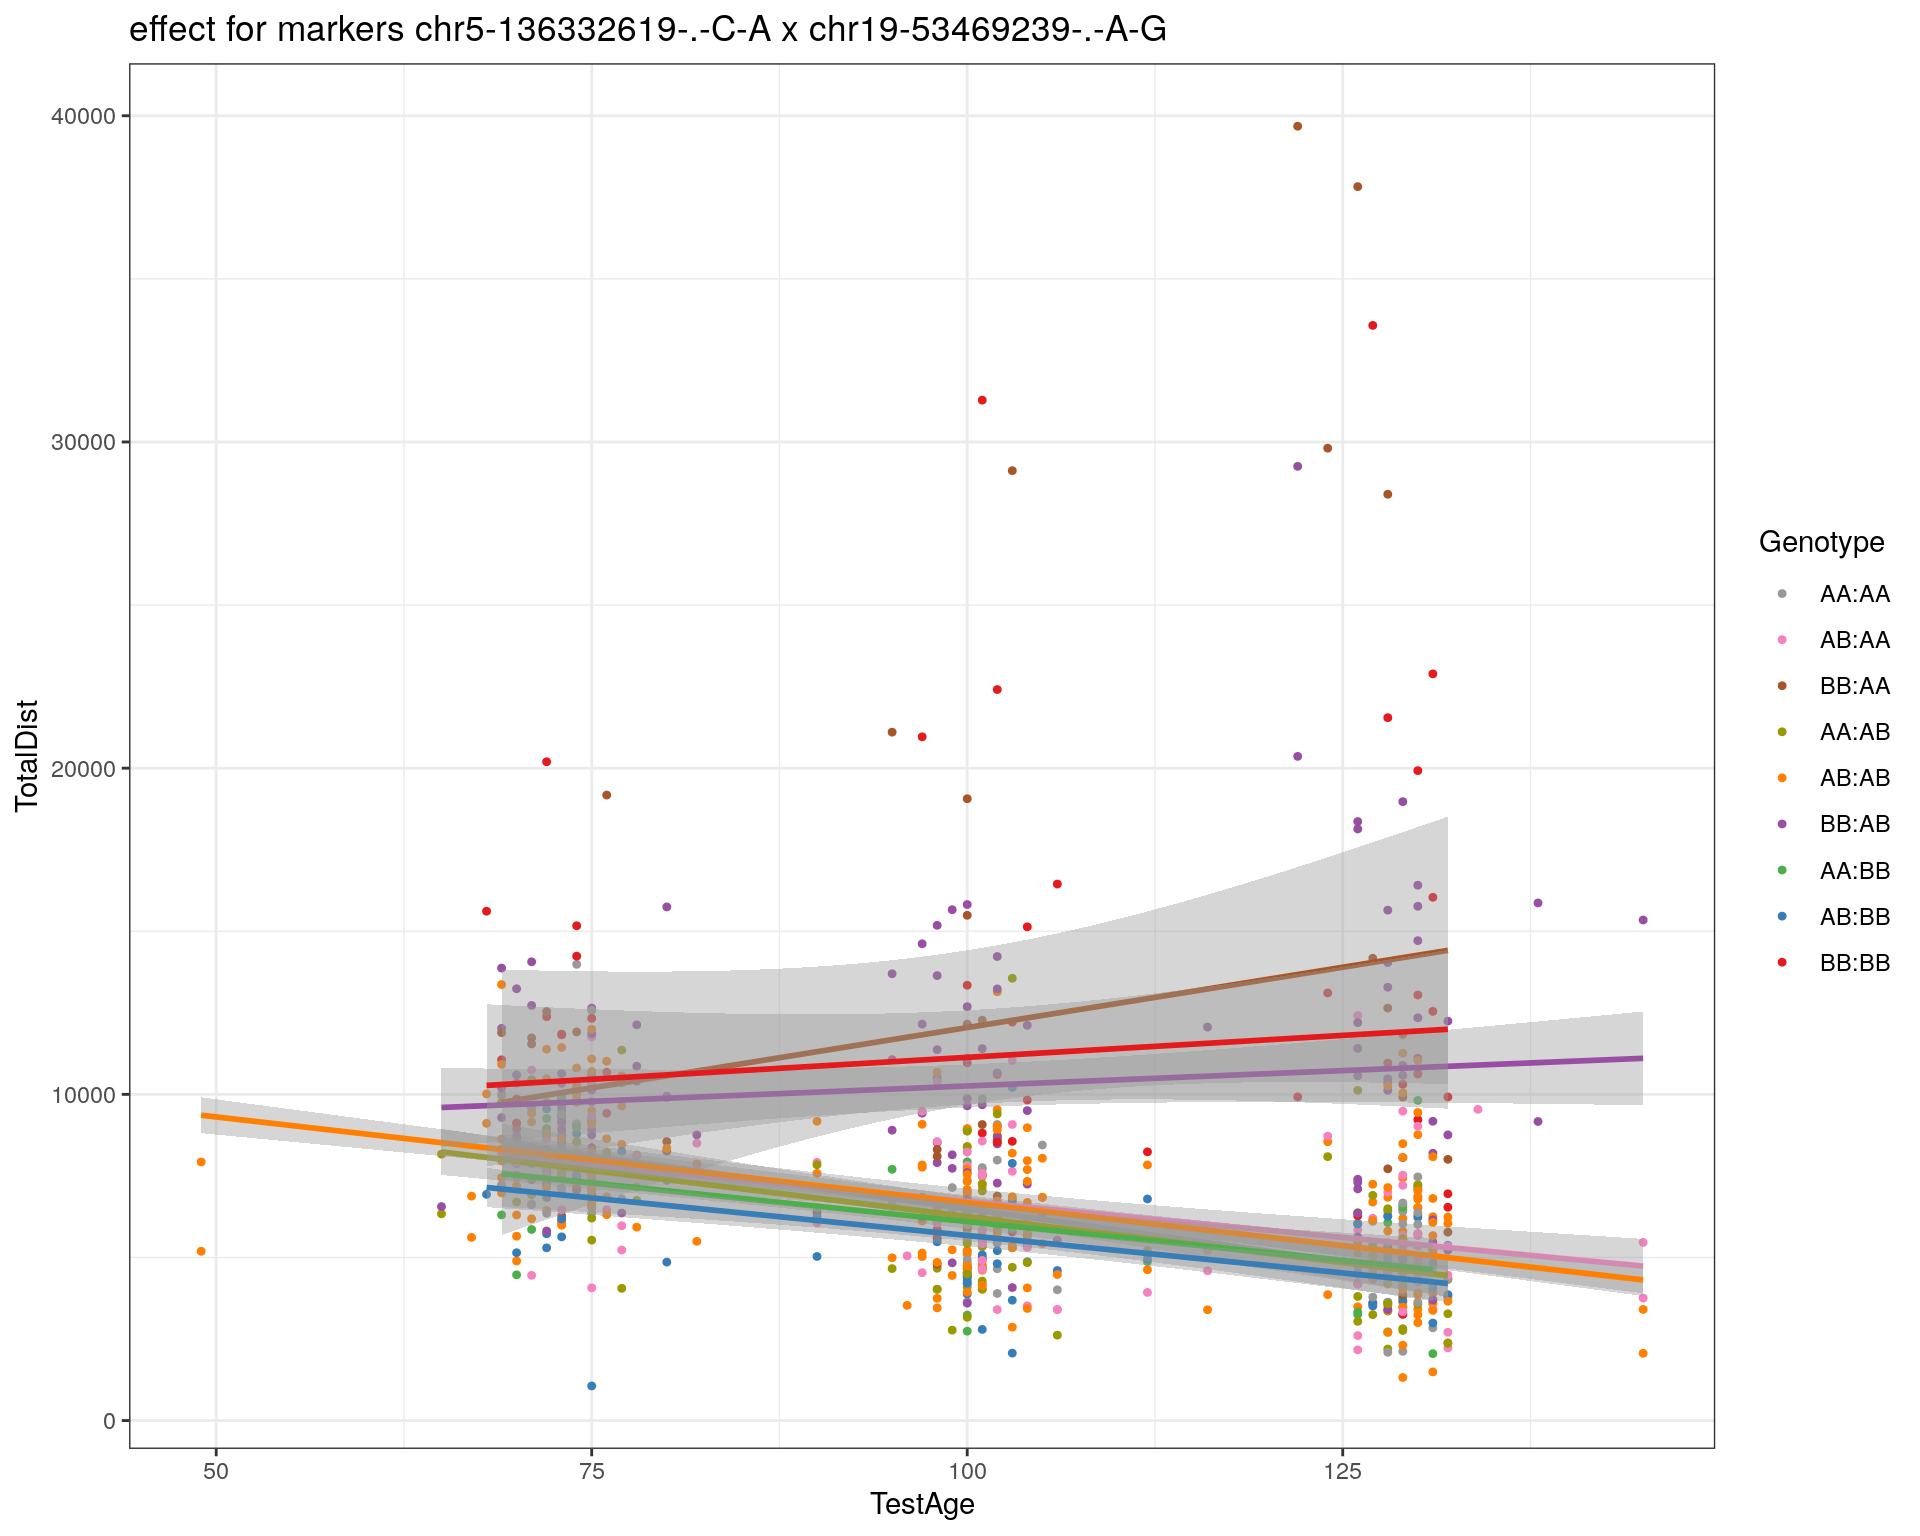 effect for markers chr5-136332619-.-C-A x chr19-53469239-.-A-G
40000
30000
20000
10000
0
TotalDist
50
75
100
125
TestAge
Genotype
AA:AA
AB:AA
BB:AA
AA:AB
AB:AB
BB:AB
AA:BB
AB:BB
BB:BB